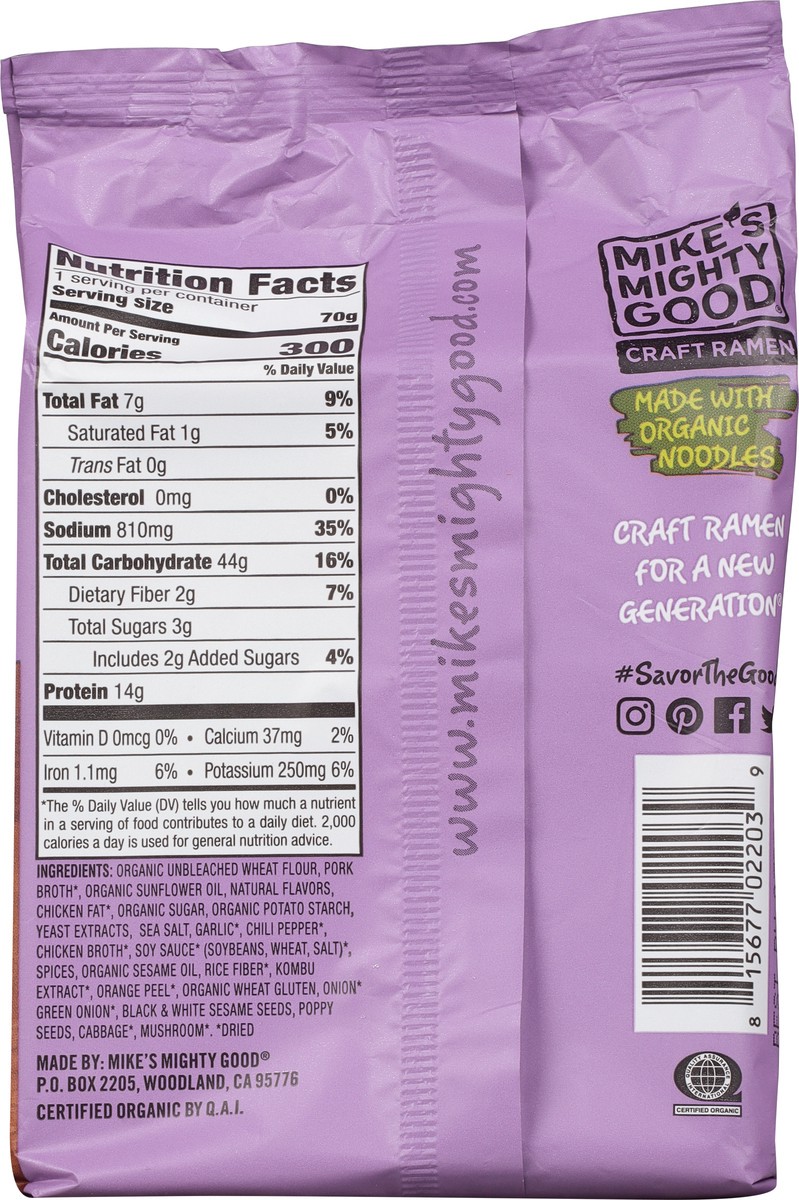 Nutrition Facts
1 serving per container
Serving size 70g
Amount Per Serving
Calories 300
% Daily Value
Total Fat 7g 9%
Saturated Fat 1g 5%
Trans Fat 0g
Cholesterol 0mg 0%
Sodium 810mg 35%
Total Carbohydrate 44g 16%
Dietary Fiber 2g 7%
Total Sugars 3g
Includes 2g Added Sugars 4%
Protein 14g
Vitamin D 0mcg 0% • Calcium 37mg 2%
Iron 1.1mg 6% • Potassium 250mg 6%
*The % Daily Value (DV) tells you how much a nutrient
in a serving of food contributes to a daily diet. 2,000
calories a day is used for general nutrition advice.
INGREDIENTS: ORGANIC UNBLEACHED WHEAT FLOUR, PORK
BROTH*, ORGANIC SUNFLOWER OIL, NATURAL FLAVORS,
CHICKEN FAT*, ORGANIC SUGAR, ORGANIC POTATO STARCH,
YEAST EXTRACTS, SEA SALT, GARLIC*, CHILI PEPPER*,
CHICKEN BROTH*, SOY SAUCE* (SOYBEANS, WHEAT, SALT)*,
SPICES, ORGANIC SESAME OIL, RICE FIBER*, KOMBU
EXTRACT*, ORANGE PEEL*, ORGANIC WHEAT GLUTEN, ONION*
GREEN ONION*, BLACK & WHITE SESAME SEEDS, POPPY
SEEDS, CABBAGE*, MUSHROOM*. *DRIED
MADE BY: MIKE'S MIGHTY GOOD®
P.O. BOX 2205, WOODLAND, CA 95776
CERTIFIED ORGANIC BY Q.A.I.
www.mikesmightygood.com
MIKE'S
MIGHTY
GOOD®
CRAFT RAMEN
MADE WITH
ORGANIC
NOODLES
CRAFT RAMEN
FOR A NEW
GENERATION®
#SavorTheGoo
8 15677 02203 9
QUALITY ASSURANCE
INTERNATIONAL
CERTIFIED ORGANIC